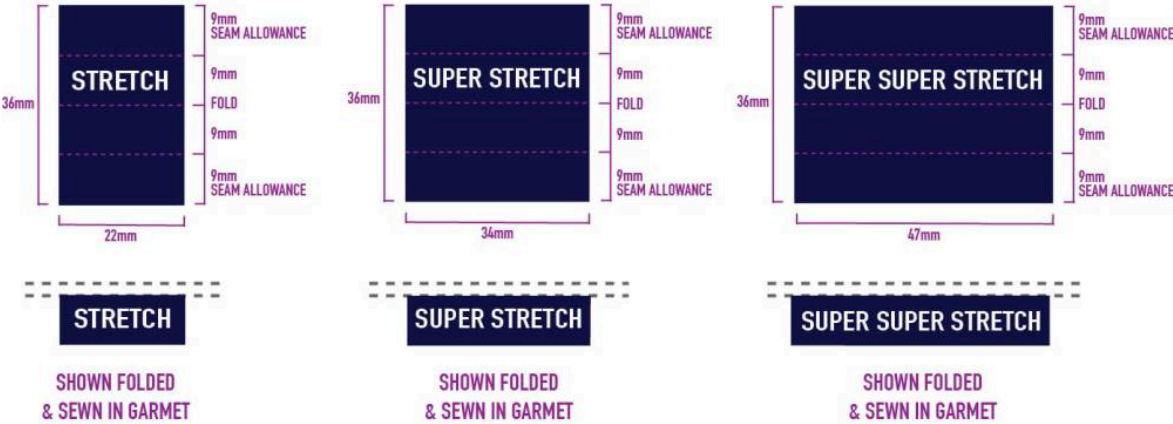 9mm
SEAM ALLOWANCE
STRETCH
9mm
36mm
FOLD
9mm
9mm
SEAM ALLOWANCE
22mm
9mm
SEAM ALLOWANCE
SUPER STRETCH
9mm
36mm
FOLD
9mm
9mm
SEAM ALLOWANCE
34mm
9mm
SEAM ALLOWANCE
SUPER SUPER STRETCH
9mm
36mm
FOLD
9mm
9mm
SEAM ALLOWANCE
47mm
STRETCH
SHOWN FOLDED
& SEWN IN GARMET
SUPER STRETCH
SHOWN FOLDED
& SEWN IN GARMET
SUPER SUPER STRETCH
SHOWN FOLDED
& SEWN IN GARMET